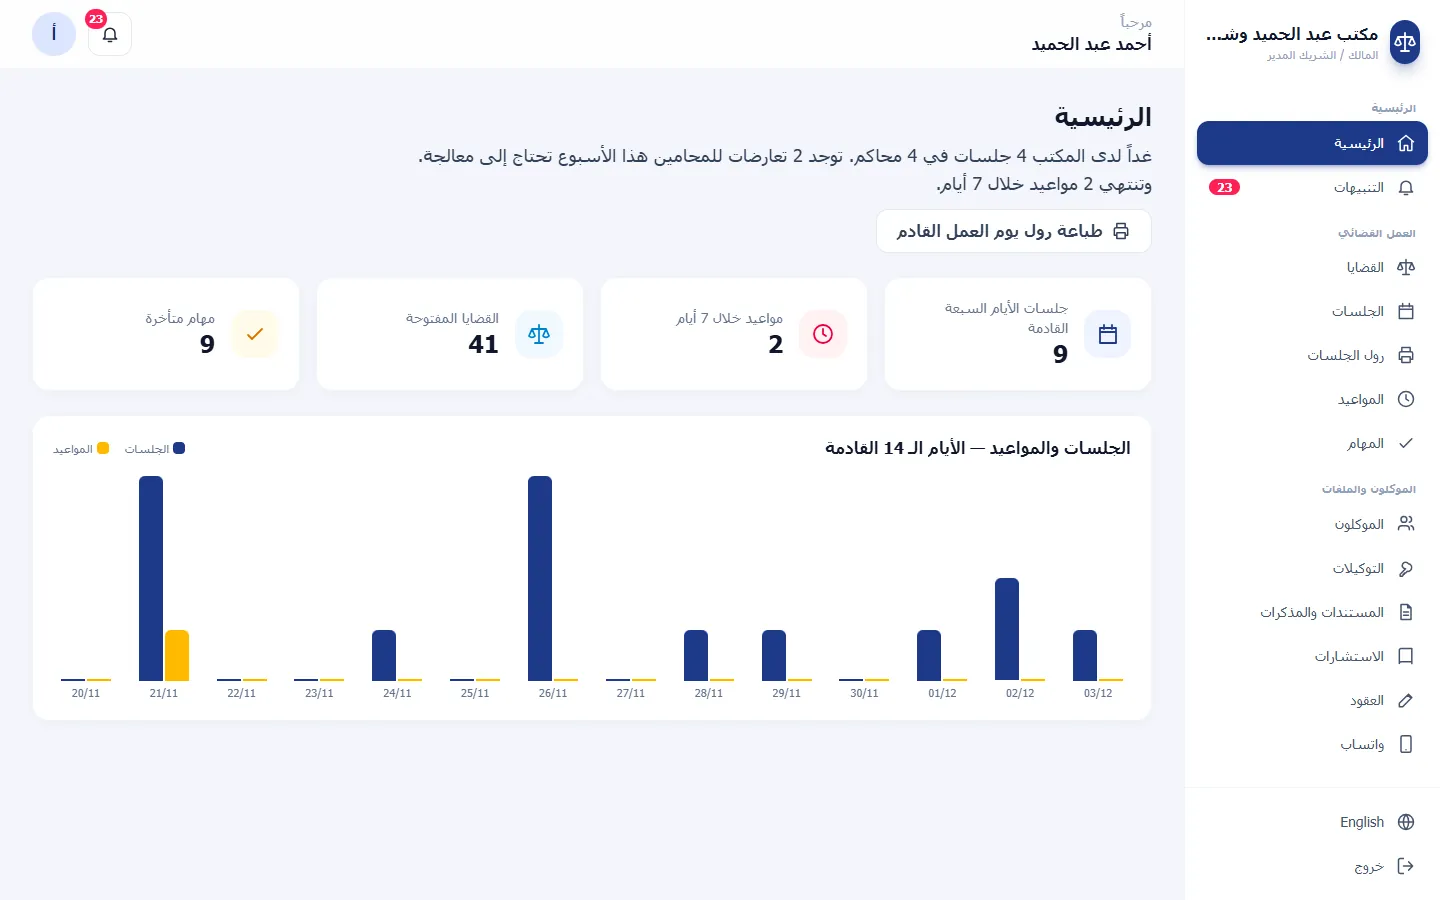 مكتب عبد الحميد وشـ...
المالك / الشريك المدير
الرئيسية
الرئيسية
التنبيهات
23
العمل القضائي
القضايا
الجلسات
رول الجلسات
المواعيد
المهام
الموكلون والملفات
الموكلون
التوكيلات
المستندات والمذكرات
الاستشارات
العقود
واتساب
English
خروج
مرحباً
أحمد عبد الحميد
23
أ
الرئيسية
غداً لدى المكتب 4 جلسات في 4 محاكم. توجد 2 تعارضات للمحامين هذا الأسبوع تحتاج إلى معالجة.
وتنتهي 2 مواعيد خلال 7 أيام.
طباعة رول يوم العمل القادم
جلسات الأيام السبعة
القادمة
9
مواعيد خلال 7 أيام
2
القضايا المفتوحة
41
مهام متأخرة
9
الجلسات والمواعيد — الأيام الـ 14 القادمة
الجلسات
المواعيد
20/11 21/11 22/11 23/11 24/11 25/11 26/11 27/11 28/11 29/11 30/11 01/12 02/12 03/12